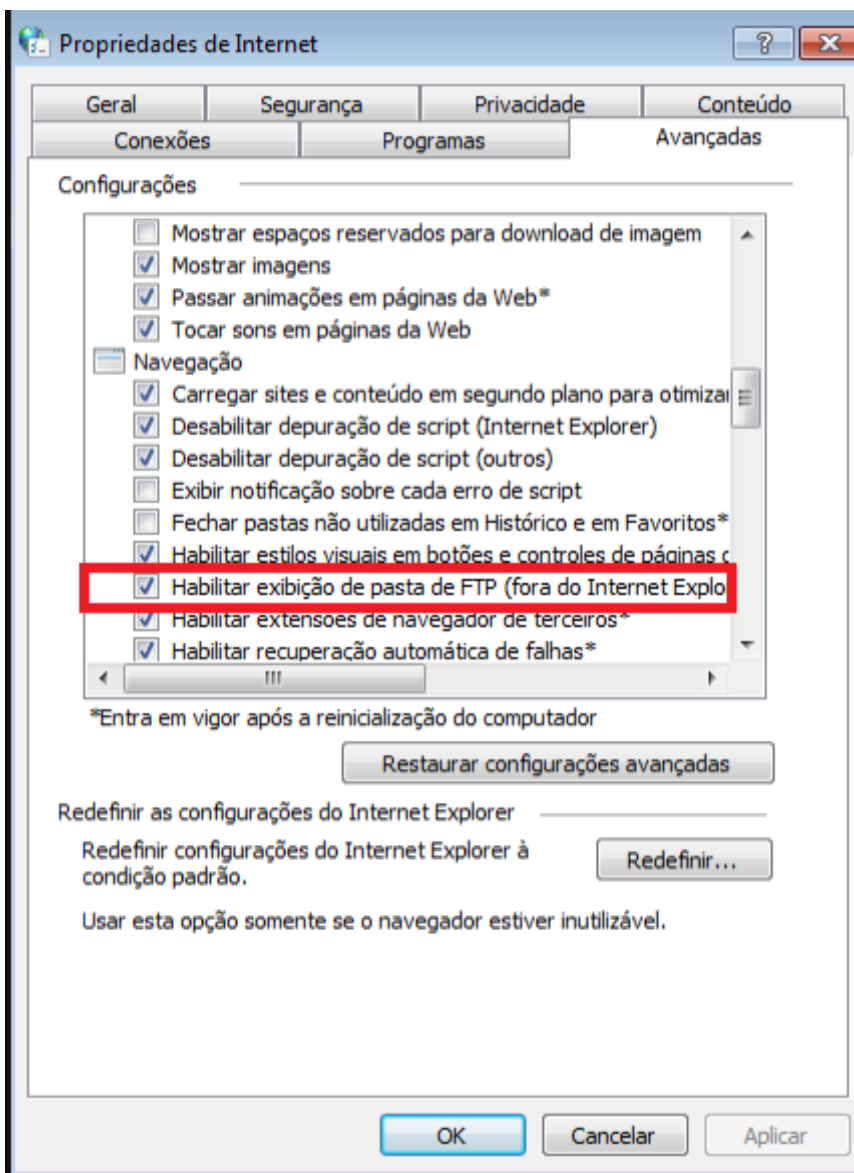 Propriedades de Internet
Geral Segurança Privacidade Conteúdo
Conexões Programas Avançadas
Configurações
Mostrar espaços reservados para download de imagem
Mostrar imagens
Passar animações em páginas da Web*
Tocar sons em páginas da Web
Navegação
Carregar sites e conteúdo em segundo plano para otimizar
Desabilitar depuração de script (Internet Explorer)
Desabilitar depuração de script (outros)
Exibir notificação sobre cada erro de script
Fechar pastas não utilizadas em Histórico e em Favoritos*
Habilitar estilos visuais em botões e controles de páginas d
Habilitar exibição de pasta de FTP (fora do Internet Explo
Habilitar extensões de navegador de terceiros*
Habilitar recuperação automática de falhas*
*Entra em vigor após a reinicialização do computador
Restaurar configurações avançadas
Redefinir as configurações do Internet Explorer
Redefinir configurações do Internet Explorer à
condição padrão.
Redefinir...
Usar esta opção somente se o navegador estiver inutilizável.
OK Cancelar Aplicar